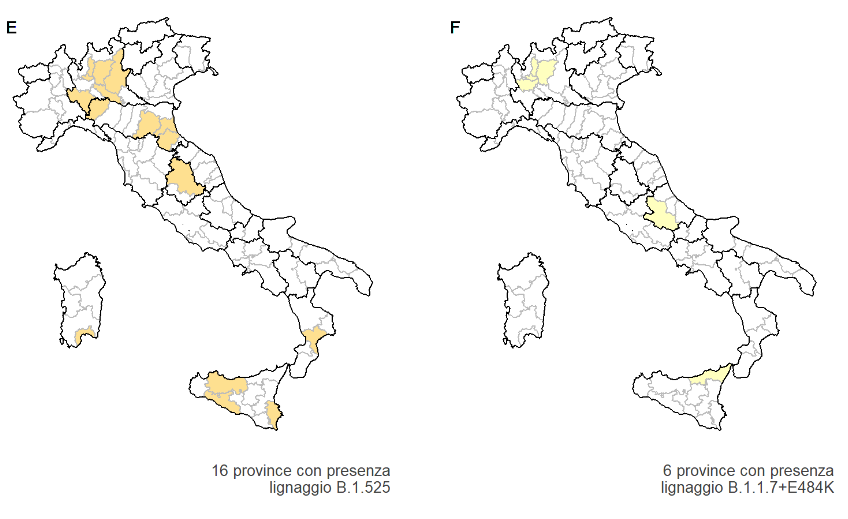 E
F
16 province con presenza
lignaggio B.1.525
6 province con presenza
lignaggio B.1.1.7+E484K